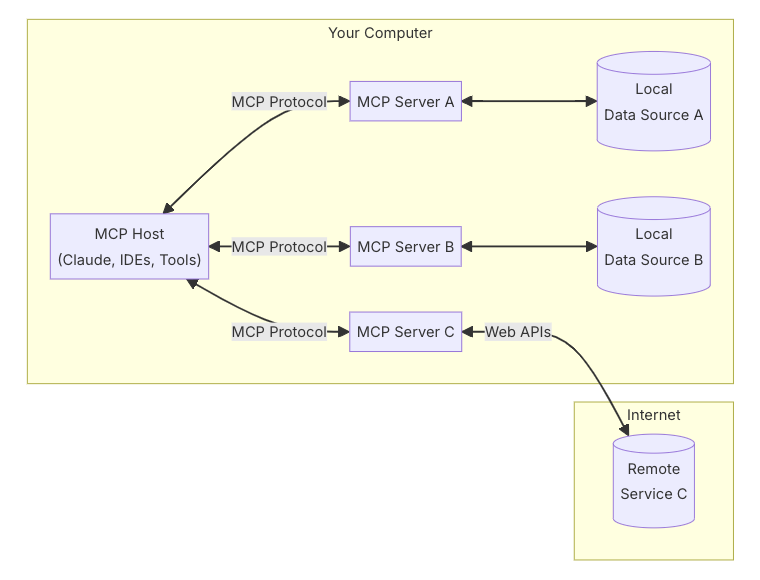 Your Computer
MCP Protocol
MCP Server A
Local
Data Source A
MCP Host
(Claude, IDEs, Tools)
MCP Protocol
MCP Server B
Local
Data Source B
MCP Protocol
MCP Server C
Web APIs
Internet
Remote
Service C